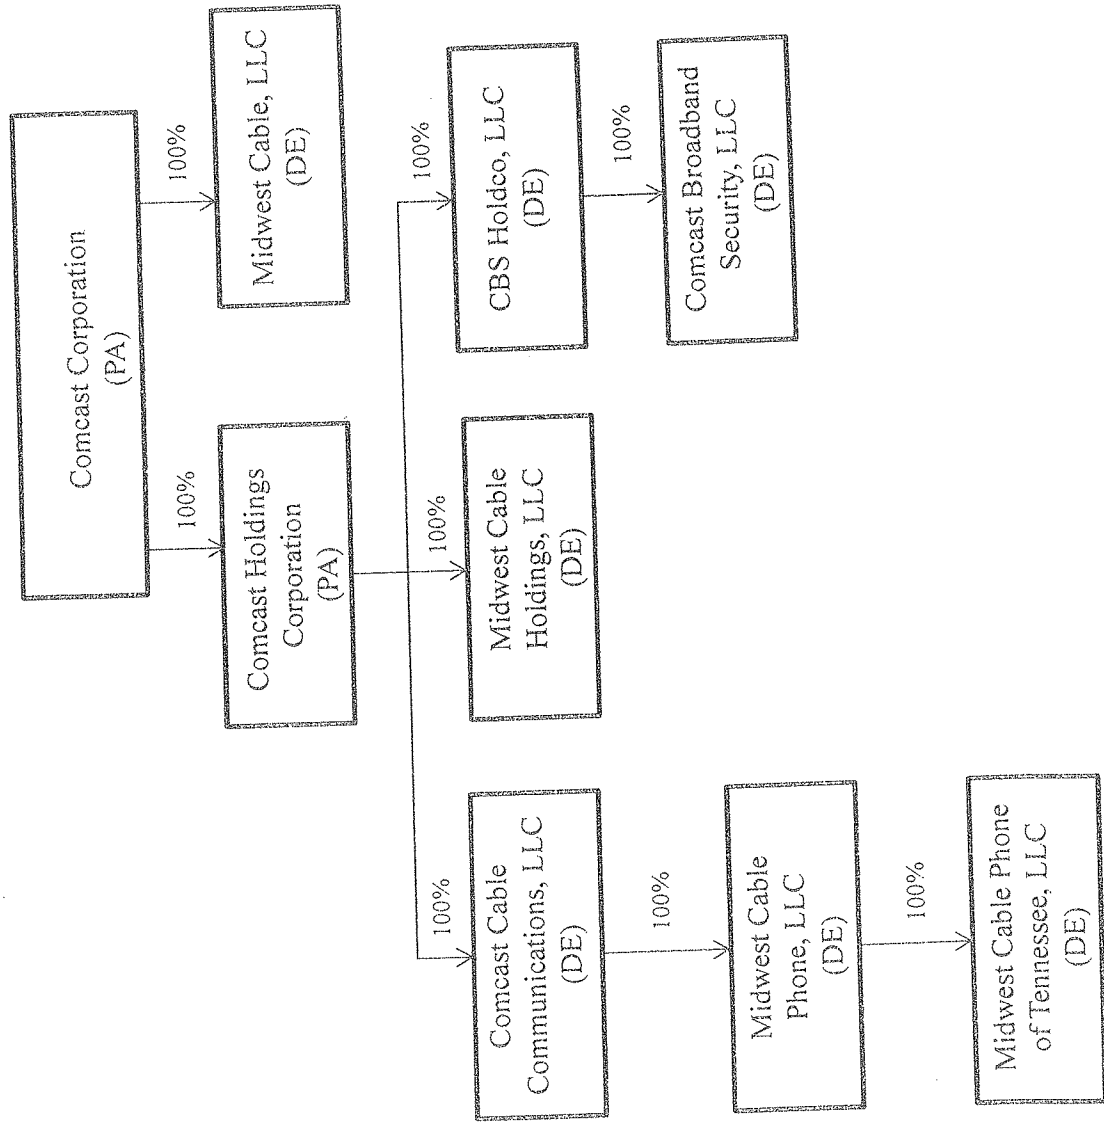 Comcast Corporation
(PA)
100%
100%
Comcast Holdings
Corporation
(PA)
Midwest Cable, LLC
(DE)
100%
100%
100%
Comcast Cable
Communications, LLC
(DE)
Midwest Cable
Holdings, LLC
(DE)
CBS Holdco, LLC
(DE)
100%
100%
Midwest Cable
Phone, LLC
(DE)
Comcast Broadband
Security, LLC
(DE)
100%
Midwest Cable Phone
of Tennessee, LLC
(DE)